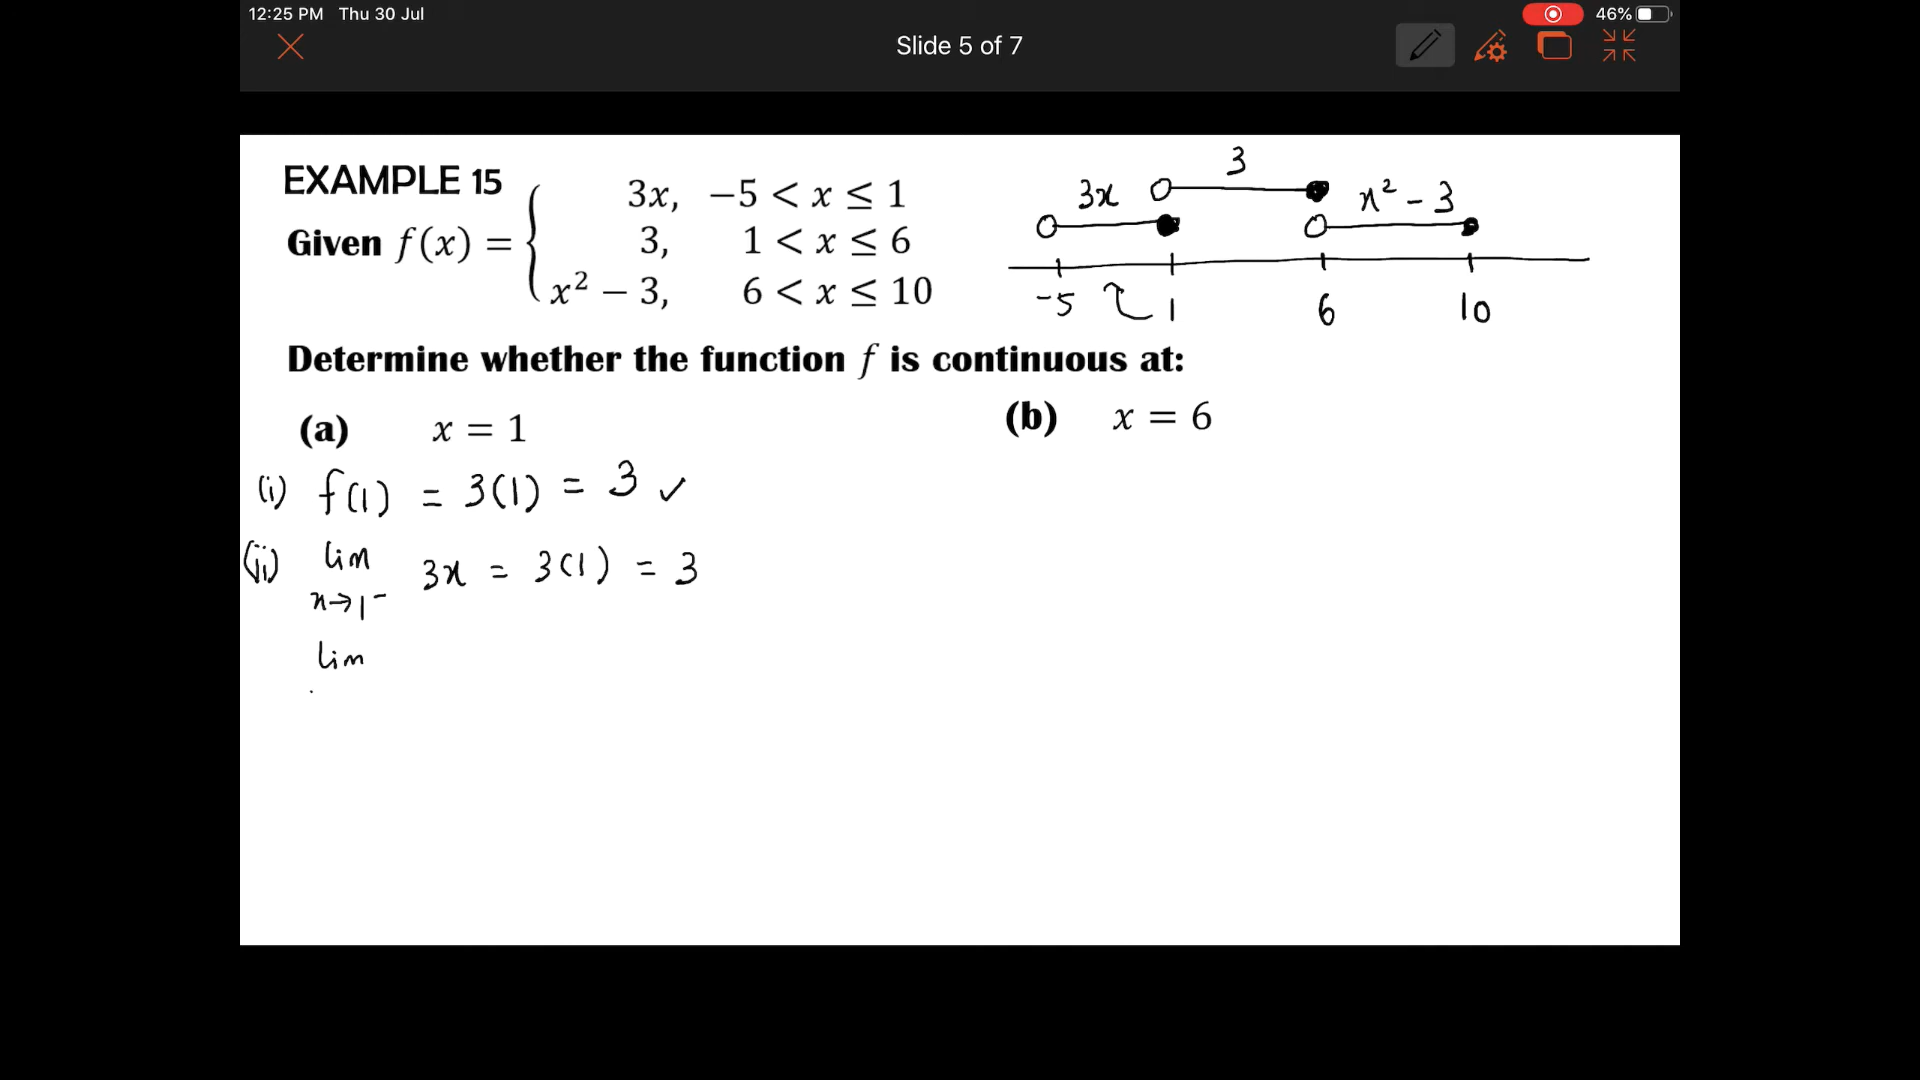 12:25 PM Thu 30 Jul
46%
Slide 5 of 7
EXAMPLE 15
Given f(x) = { 3x, −5 < x ≤ 1
3, 1 < x ≤ 6
x² − 3, 6 < x ≤ 10
3x 3 x² - 3
-5 1 6 10
Determine whether the function f is continuous at:
(a) x = 1
(b) x = 6
(i) f(1) = 3(1) = 3 ✓
(ii) lim x→1⁻ 3x = 3(1) = 3
lim